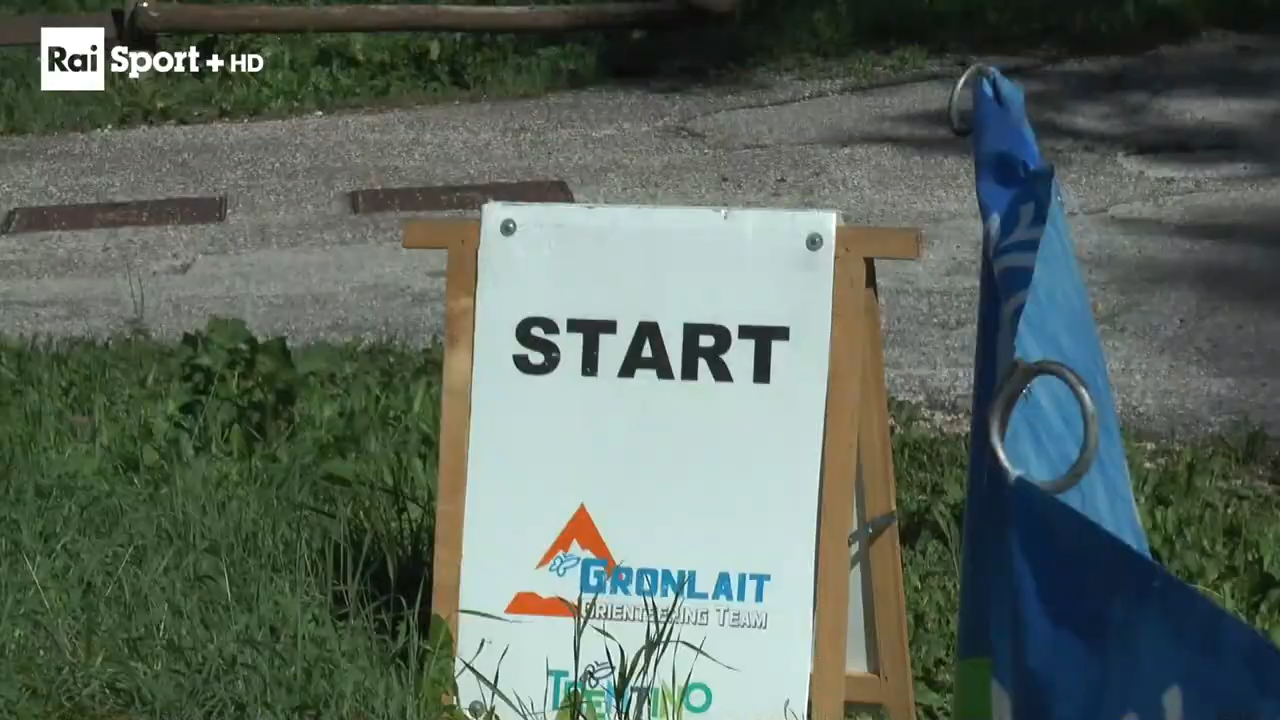 Rai Sport + HD
START
GRONLAIT
ORIENTEERING TEAM
TRENTINO